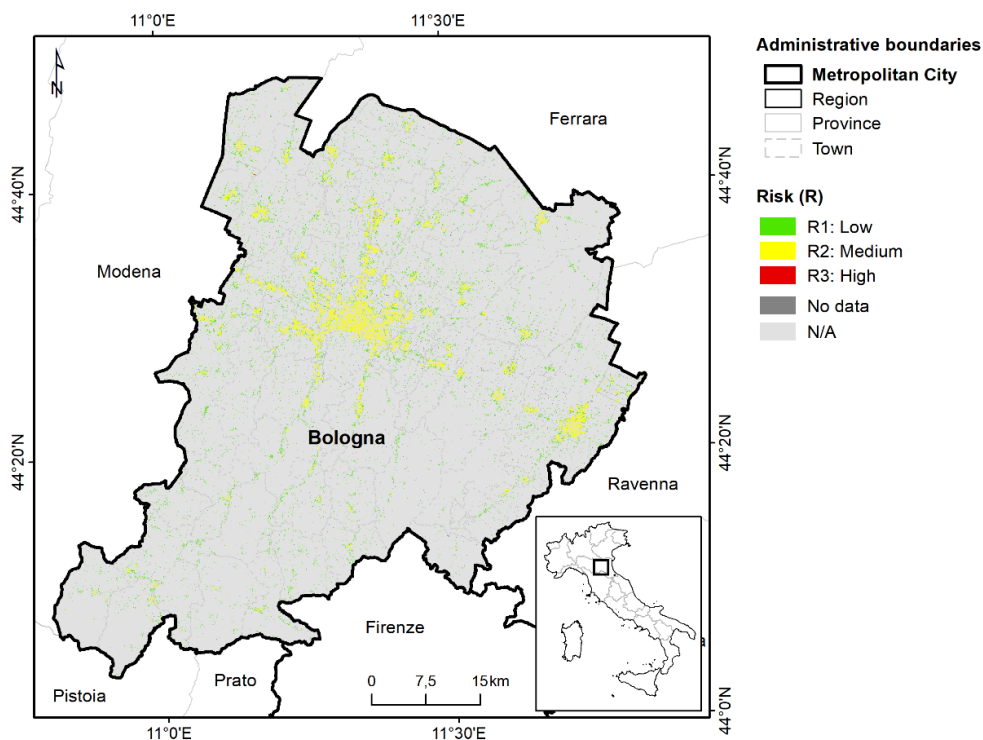 11°0'E
11°30'E
N
Ferrara
44°40'N
44°40'N
Modena
Bologna
44°20'N
44°20'N
Ravenna
Firenze
a
Prato
Pistoia
0
7,5
15 km
44°0'N
11°0'E
11°30'E
Administrative boundaries
Metropolitan City
Region
Province
Town
Risk (R)
R1: Low
R2: Medium
R3: High
No data
N/A